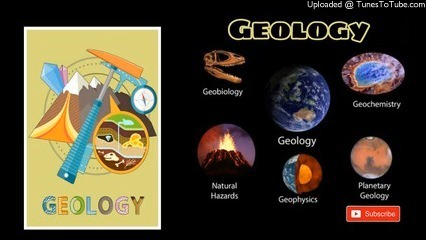 Uploaded @ TunesToTube.com
GEOLOGY
Geobiology
Geochemistry
Geology
Natural
Hazards
Geophysics
Planetary
Geology
Subscribe
GEOLOGY